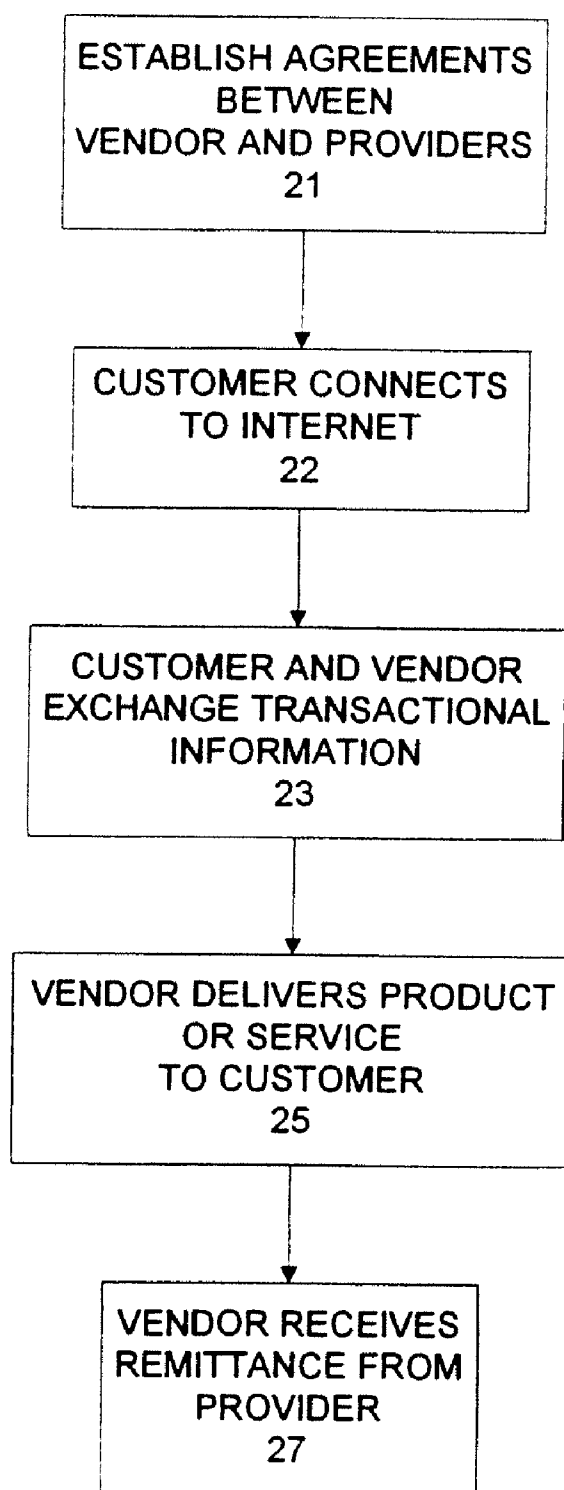 ESTABLISH AGREEMENTS
BETWEEN
VENDOR AND PROVIDERS
21
CUSTOMER CONNECTS
TO INTERNET
22
CUSTOMER AND VENDOR
EXCHANGE TRANSACTIONAL
INFORMATION
23
VENDOR DELIVERS PRODUCT
OR SERVICE
TO CUSTOMER
25
VENDOR RECEIVES
REMITTANCE FROM
PROVIDER
27